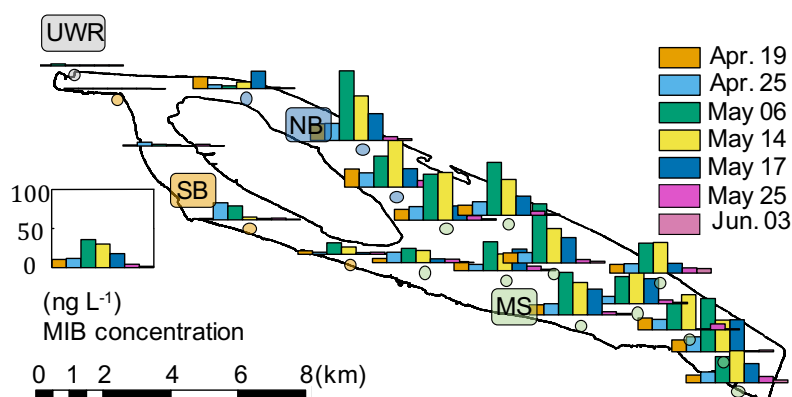 UWR
Apr. 19
Apr. 25
May 06
May 14
May 17
May 25
Jun. 03
NB
SB
MS
100
50
0
(ng L⁻¹)
MIB concentration
0 1 2 4 6 8(km)